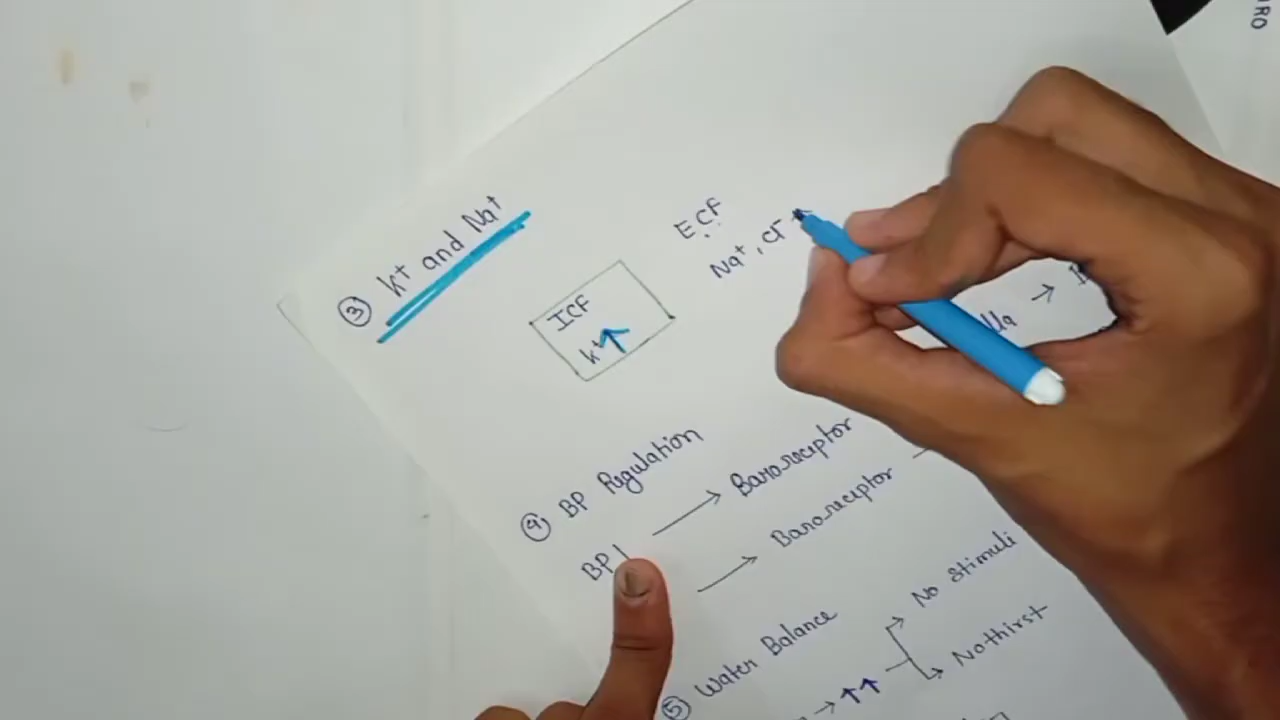 ③ K⁺ and Na⁺
ICF
K⁺ ↑
ECF
Na⁺, Cl⁻
④ BP Regulation
BP → Baroreceptor
→ Baroreceptor
⑤ Water Balance
→ ↑↑ No stimuli
No thirst